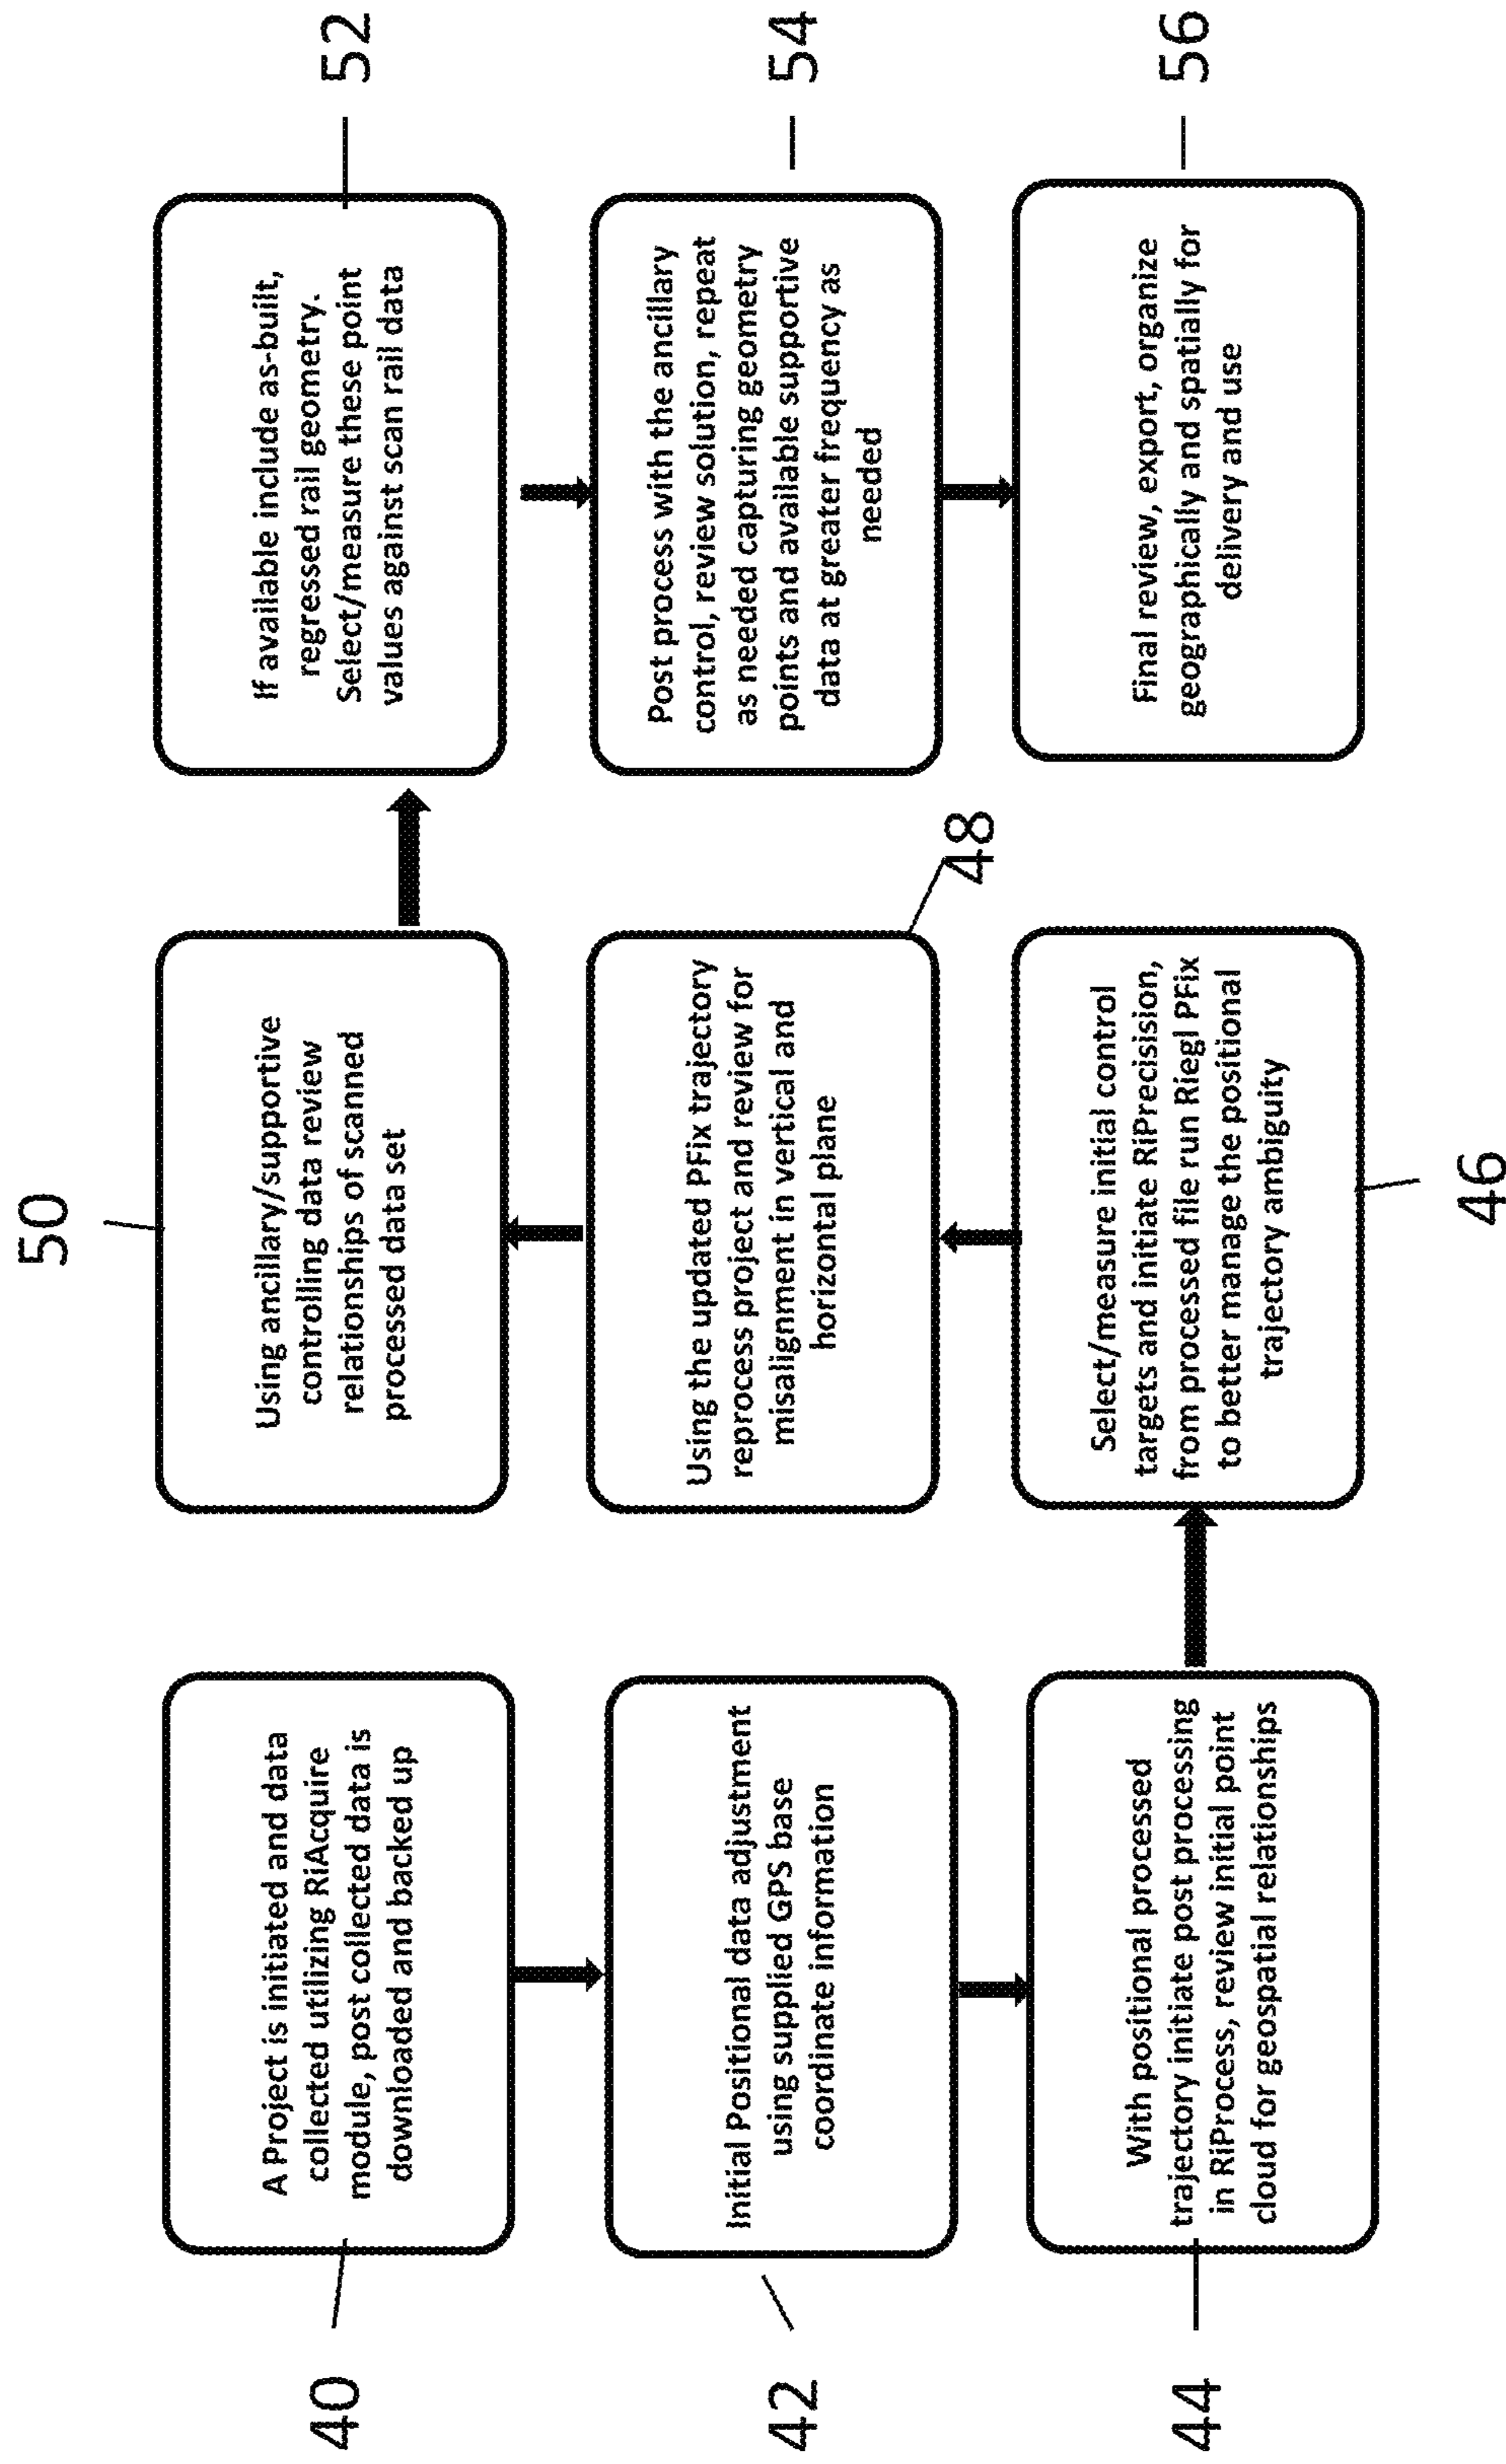 40
A Project is initiated and data
collected utilizing RiAcquire
module, post collected data is
downloaded and backed up
42
Initial Positional data adjustment
using supplied GPS base
coordinate information
44
With positional processed
trajectory initiate post processing
in RiProcess, review initial point
cloud for geospatial relationships
46
Select/measure initial control
targets and initiate RiPrecisision,
from processed file run Riegl PFix
to better manage the positional
trajectory ambiguity
48
Using the updated PFix trajectory
reprocess project and review for
misalignment in vertical and
horizontal plane
50
Using ancillary/supportive
controlling data review
relationships of scanned
processed data set
52
If available include as-built,
regressed rail geometry.
Select/measure these point
values against scan rail data
54
Post process with the ancillary
control, review solution, repeat
as needed capturing geometry
points and available supportive
data at greater frequency as
needed
56
Final review, export, organize
geographically and spatially for
delivery and use